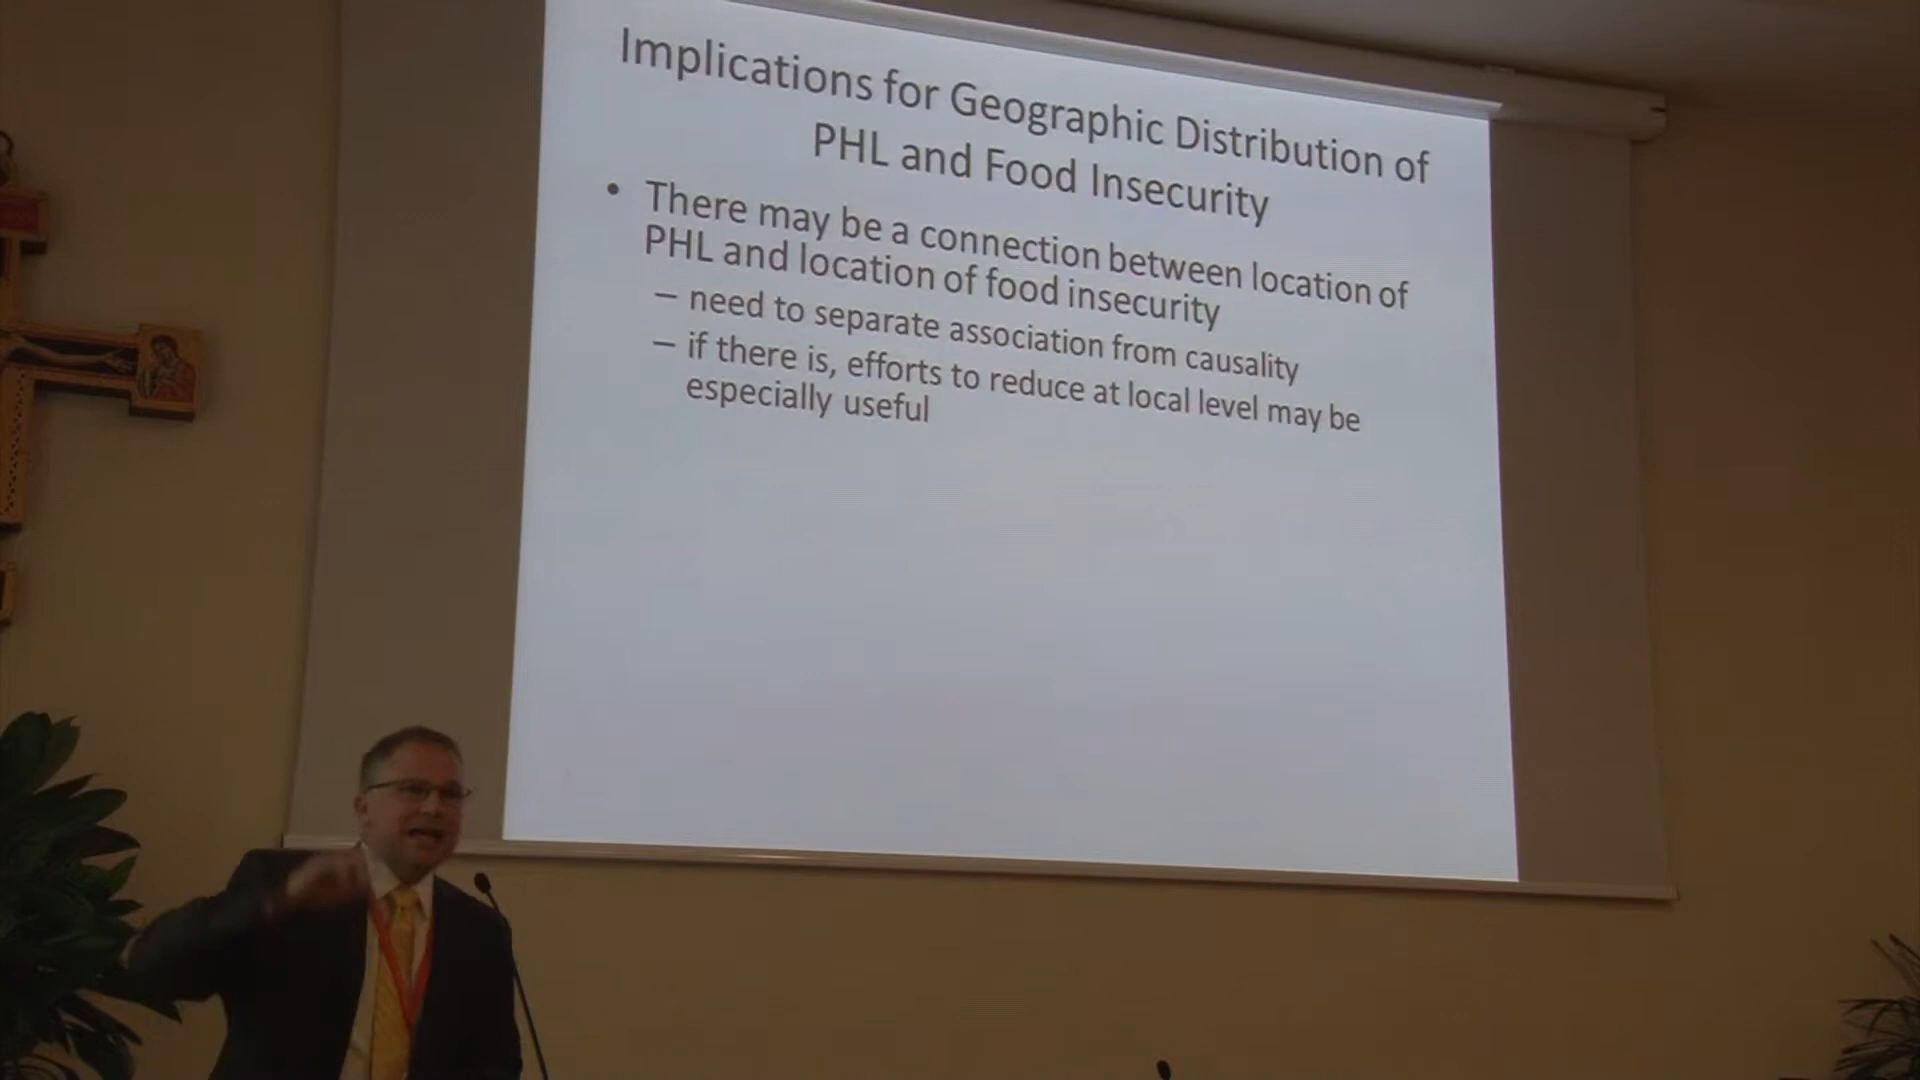 Implications for Geographic Distribution of
PHL and Food Insecurity
• There may be a connection between location of
PHL and location of food insecurity
– need to separate association from causality
– if there is, efforts to reduce at local level may be
especially useful